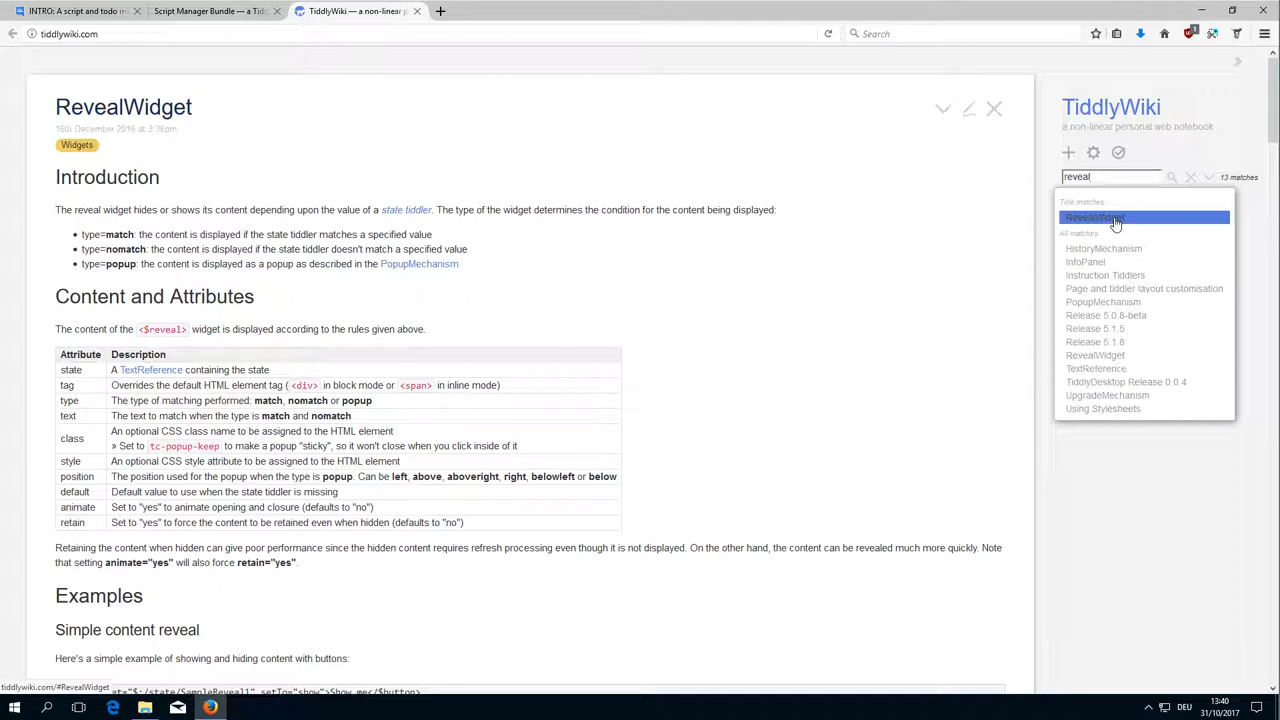 INTRO: A script and todo m
Script Manager Bundle — a Tidd
TiddlyWiki — a non-linear p
tiddlywiki.com
Search
1
RevealWidget
16th December 2016 at 3:36pm
Widgets
Introduction
The reveal widget hides or shows its content depending upon the value of a state tiddler. The type of the widget determines the condition for the content being displayed:
type=match: the content is displayed if the state tiddler matches a specified value
type=nomatch: the content is displayed if the state tiddler doesn't match a specified value
type=popup: the content is displayed as a popup as described in the PopupMechanism
Content and Attributes
The content of the <$reveal> widget is displayed according to the rules given above.
Attribute Description
state A TextReference containing the state
tag Overrides the default HTML element tag ( <div> in block mode or <span> in inline mode)
type The type of matching performed: match, nomatch or popup
text The text to match when the type is match and nomatch
class An optional CSS class name to be assigned to the HTML element
» Set to tc-popup-keep to make a popup "sticky", so it won't close when you click inside of it
style An optional CSS style attribute to be assigned to the HTML element
position The position used for the popup when the type is popup. Can be left, above, aboveright, right, belowleft or below
default Default value to use when the state tiddler is missing
animate Set to "yes" to animate opening and closure (defaults to "no")
retain Set to "yes" to force the content to be retained even when hidden (defaults to "no")
Retaining the content when hidden can give poor performance since the hidden content requires refresh processing even though it is not displayed. On the other hand, the content can be revealed much more quickly. Note
that setting animate="yes" will also force retain="yes".
Examples
Simple content reveal
Here's a simple example of showing and hiding content with buttons:
at="$:/state/SampleReveal1" setTo="show">Show me</$button>
TiddlyWiki
a non-linear personal web notebook
reveal
13 matches
Title matches:
RevealWidget
All matches:
HistoryMechanism
InfoPanel
Instruction Tiddlers
Page and tiddler layout customisation
PopupMechanism
Release 5.0.8-beta
Release 5.1.5
Release 5.1.8
RevealWidget
TextReference
TiddlyDesktop Release 0.0.4
UpgradeMechanism
Using Stylesheets
tiddlywiki.com/#RevealWidget
DEU
13:40
31/10/2017